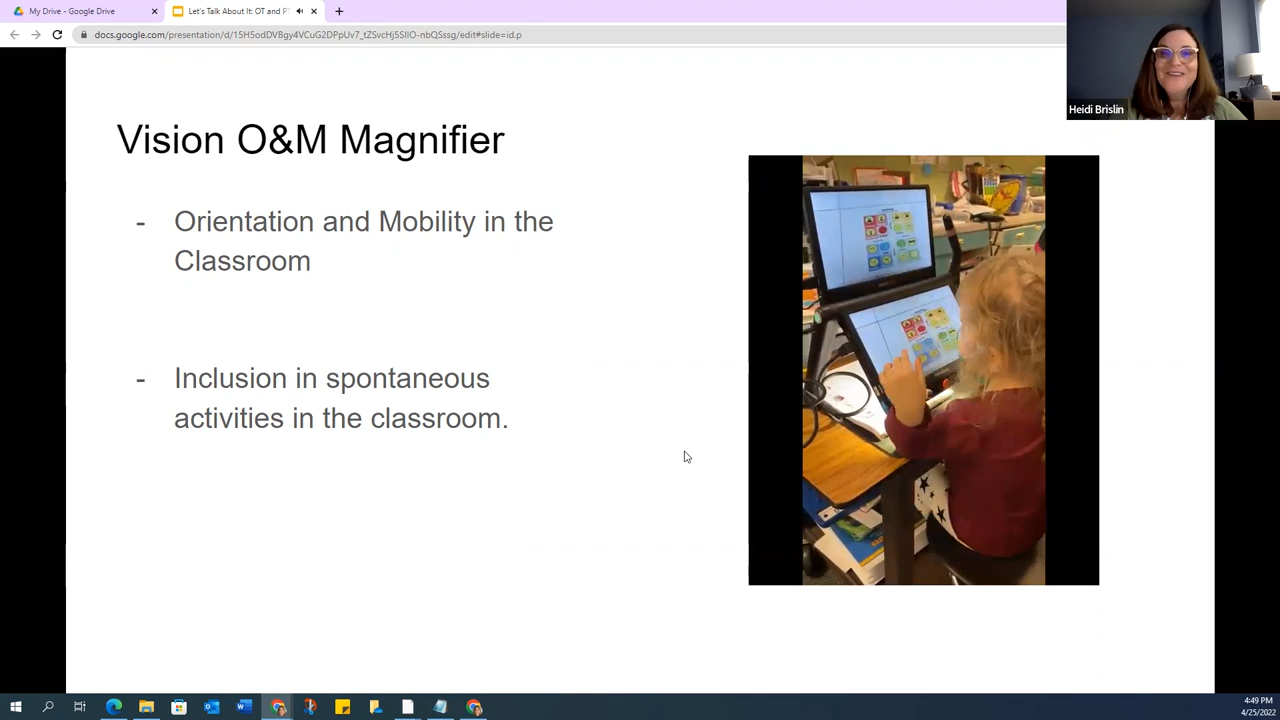 My Drive - Google Drive
Let's Talk About It: OT and PT
docs.google.com/presentation/d/15H5odDVBgy4VCuG2DPpUv7_tZSvcHj5SIIO-nbQSssg/edit#slide=id.p
Heidi Brislin
Vision O&M Magnifier
- Orientation and Mobility in the
Classroom
- Inclusion in spontaneous
activities in the classroom.
4:49 PM
4/25/2022